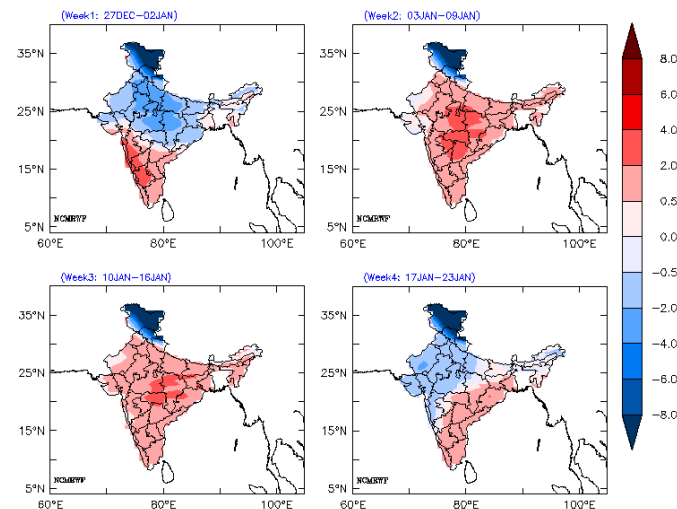 (Week1: 27DEC−02JAN)
(Week2: 03JAN−09JAN)
35°N
25°N
15°N
5°N
NCMRWF
60°E
80°E
100°E
35°N
25°N
15°N
5°N
NCMRWF
60°E
80°E
100°E
(Week3: 10JAN−16JAN)
(Week4: 17JAN−23JAN)
35°N
25°N
15°N
5°N
NCMRWF
60°E
80°E
100°E
35°N
25°N
15°N
5°N
NCMRWF
60°E
80°E
100°E
8.0
6.0
4.0
2.0
0.5
0.0
−0.5
−2.0
−4.0
−6.0
−8.0